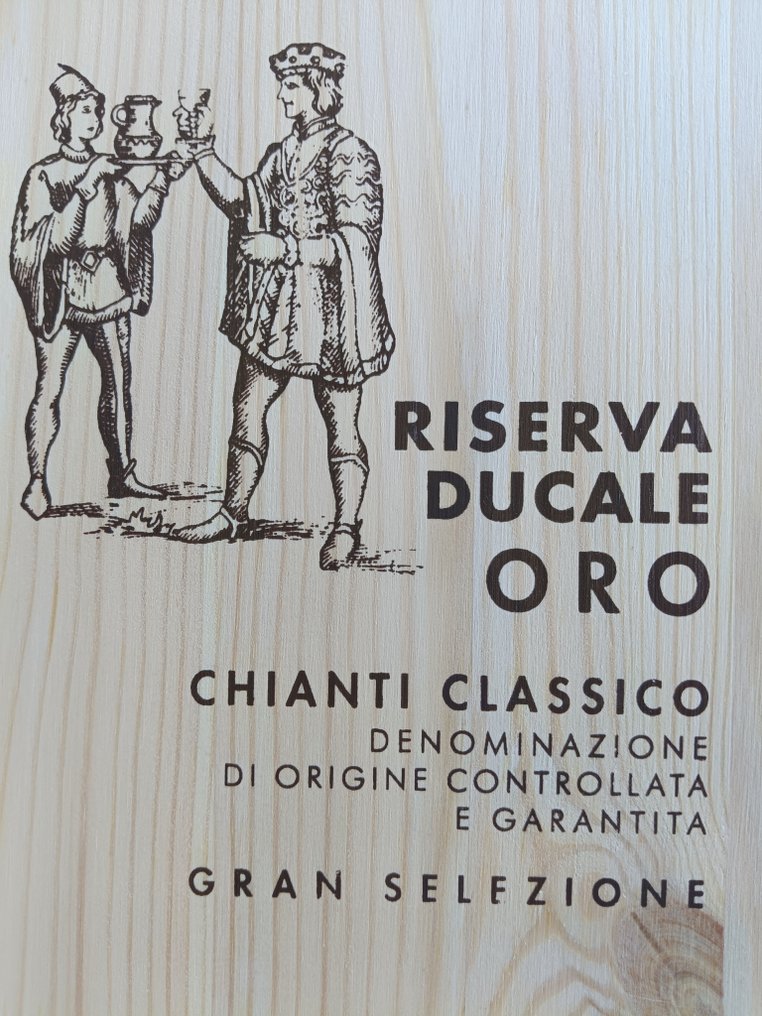 RISERVA
DUCALE
ORO
CHIANTI CLASSICO
DENOMINAZIONE
DI ORIGINE CONTROLLATA
E GARANTITA
GRAN SELEZIONE